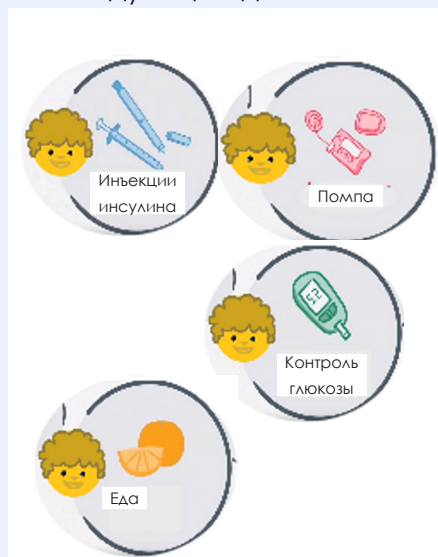 Инъекции
инсулина
Помпа
Контроль
глюкозы
Еда